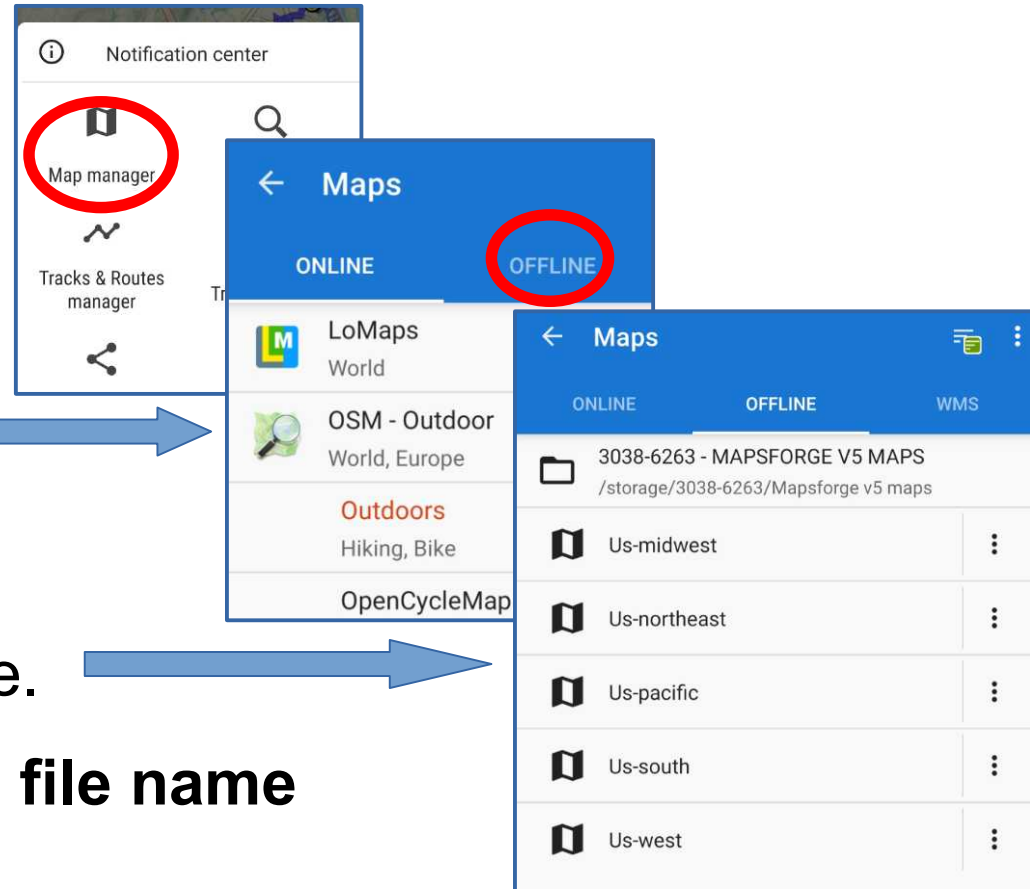 Notification center
Map manager
Tracks & Routes
manager
Tr
Maps
ONLINE OFFLINE
LoMaps
World
OSM - Outdoor
World, Europe
Outdoors
Hiking, Bike
OpenCycleMap
Maps
ONLINE OFFLINE WMS
3038-6263 - MAPSFORGE V5 MAPS
/storage/3038-6263/Mapsforge v5 maps
Us-midwest
Us-northeast
Us-pacific
Us-south
Us-west
e.
file name